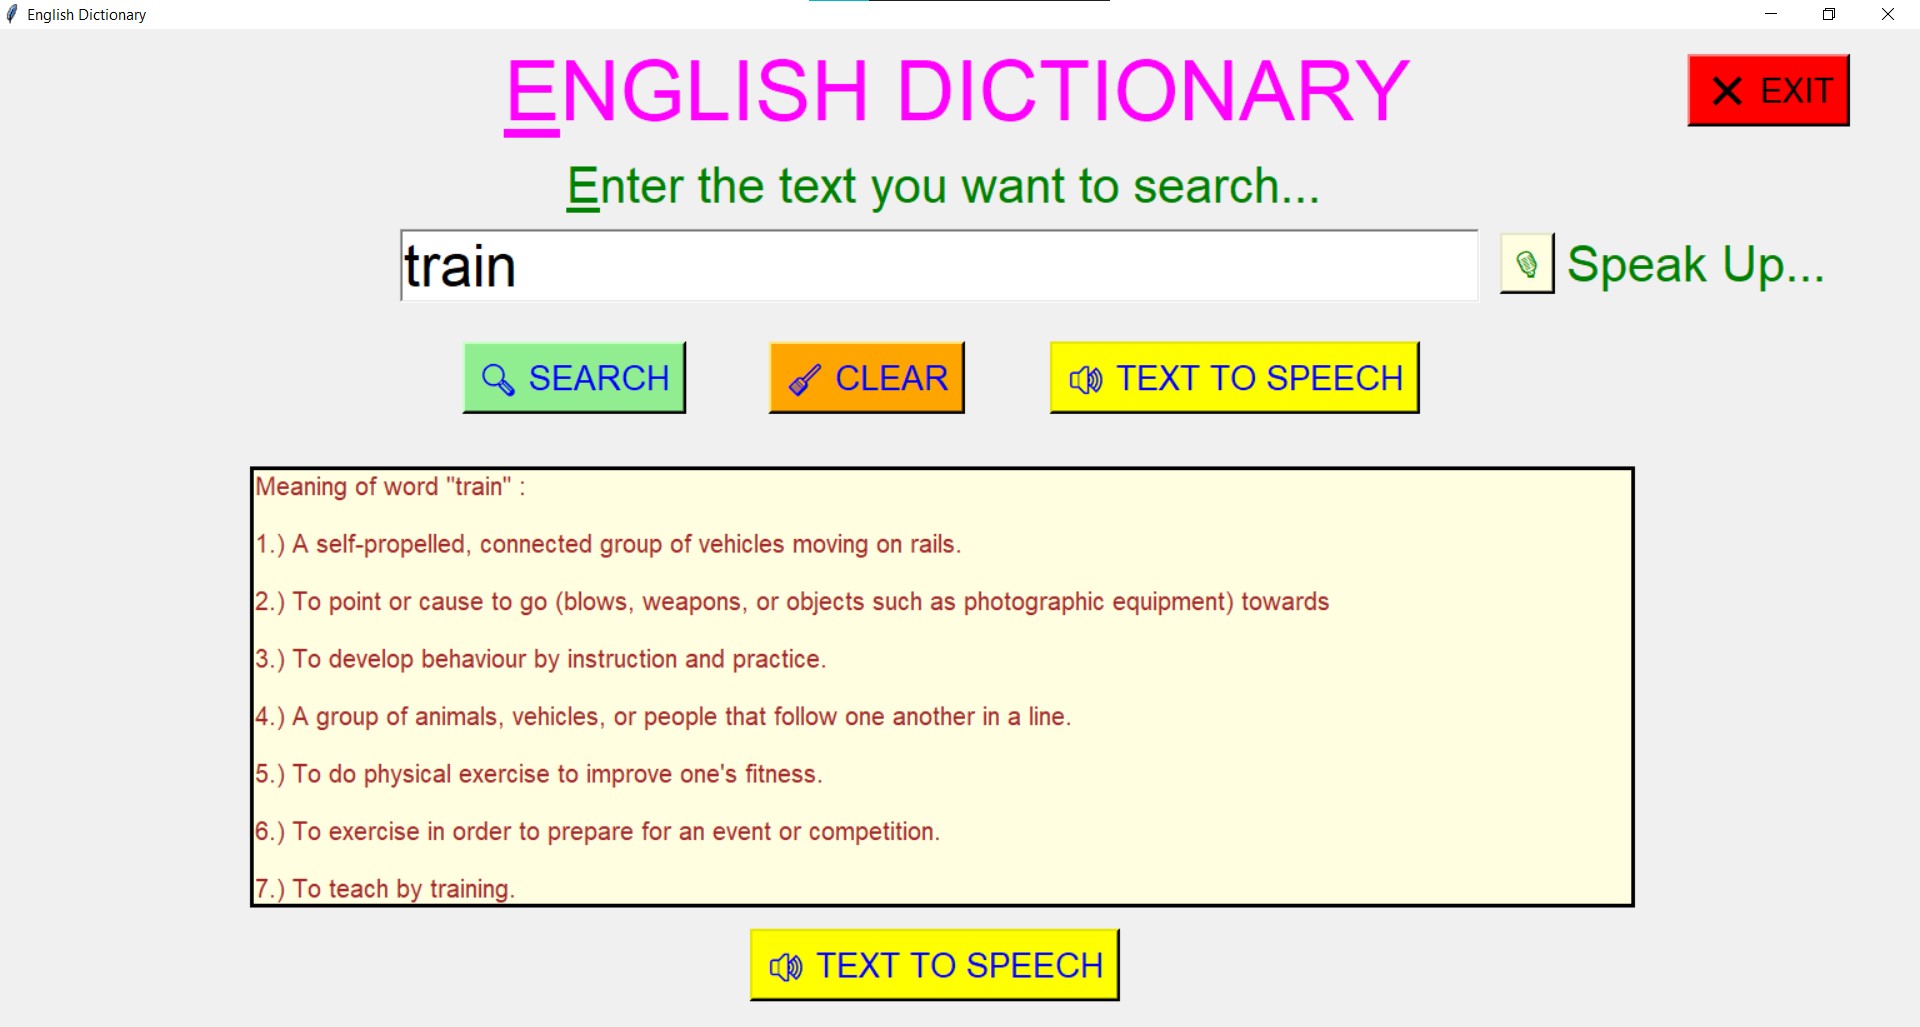 English Dictionary
ENGLISH DICTIONARY
EXIT
Enter the text you want to search...
train
Speak Up...
SEARCH
CLEAR
TEXT TO SPEECH
Meaning of word "train" :
1.) A self-propelled, connected group of vehicles moving on rails.
2.) To point or cause to go (blows, weapons, or objects such as photographic equipment) towards
3.) To develop behaviour by instruction and practice.
4.) A group of animals, vehicles, or people that follow one another in a line.
5.) To do physical exercise to improve one's fitness.
6.) To exercise in order to prepare for an event or competition.
7.) To teach by training.
TEXT TO SPEECH